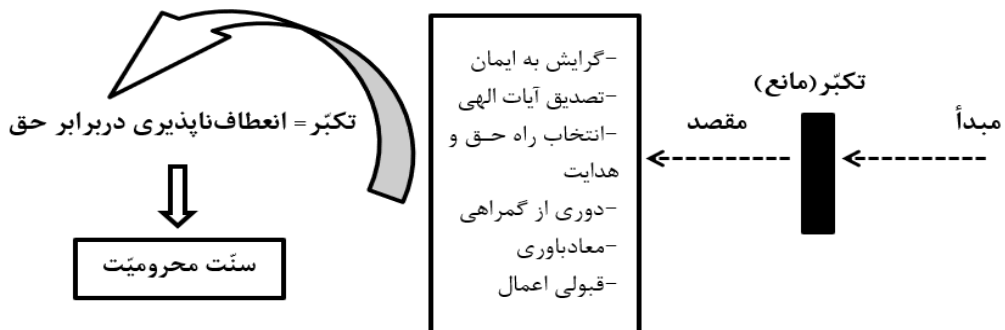 تکبّر(مانع)
مبدأ
مقصد
-گرایش به ایمان
-تصدیق آیات الهی
-انتخاب راه حـق و
هدایت
-دوری از گمراهی
-معادباوری
-قبولی اعمال
تکبّر = انعطاف‌ناپذیری دربرابر حق
سنّت محرومیّت